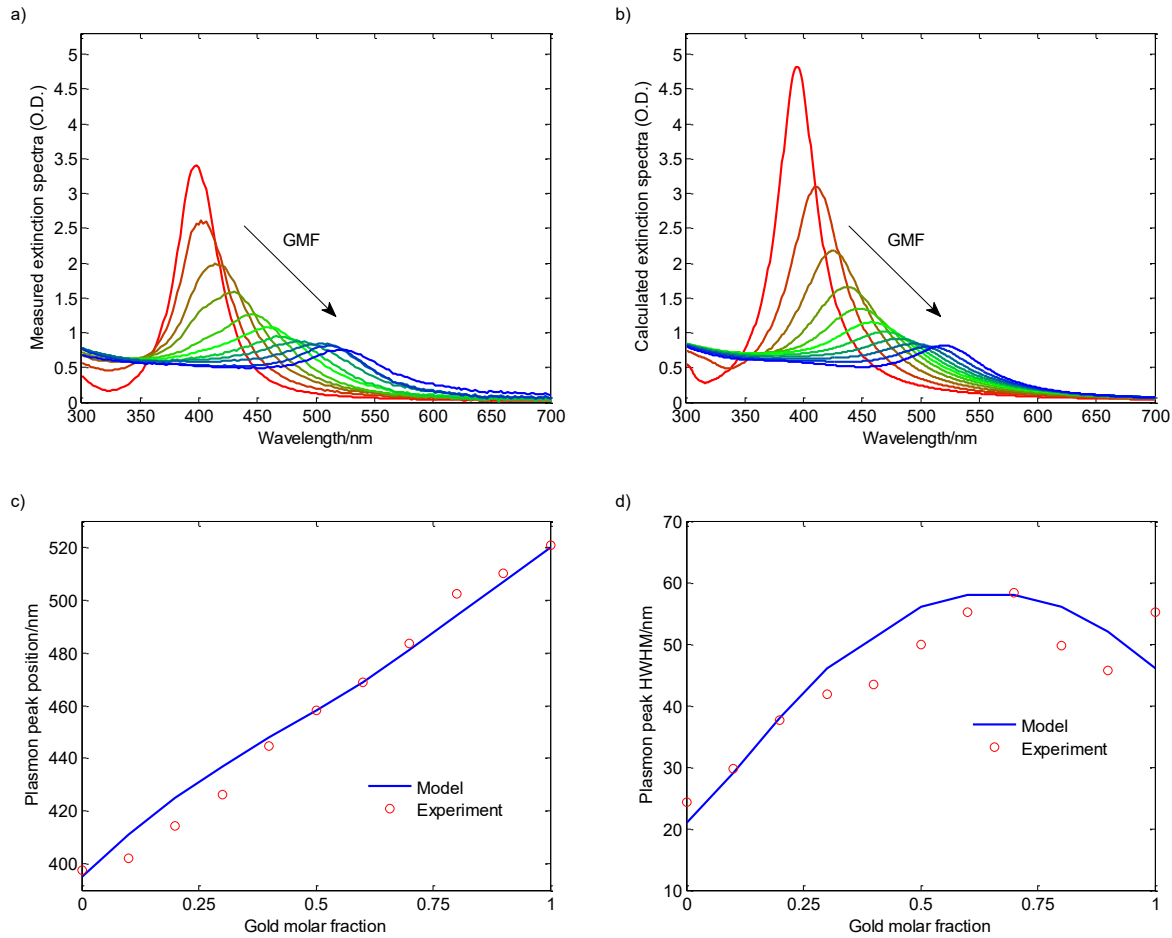 a)
Measured extinction spectra (O.D.)
5
4.5
4
3.5
3
2.5
2
1.5
1
0.5
0
GMF
300 350 400 450 500 550 600 650 700
Wavelength/nm
b)
Calculated extinction spectra (O.D.)
5
4.5
4
3.5
3
2.5
2
1.5
1
0.5
0
GMF
300 350 400 450 500 550 600 650 700
Wavelength/nm
c)
Plasmon peak position/nm
520
500
480
460
440
420
400
Model
Experiment
0 0.25 0.5 0.75 1
Gold molar fraction
d)
Plasmon peak HWHM/nm
70
60
50
40
30
20
10
Model
Experiment
0 0.25 0.5 0.75 1
Gold molar fraction